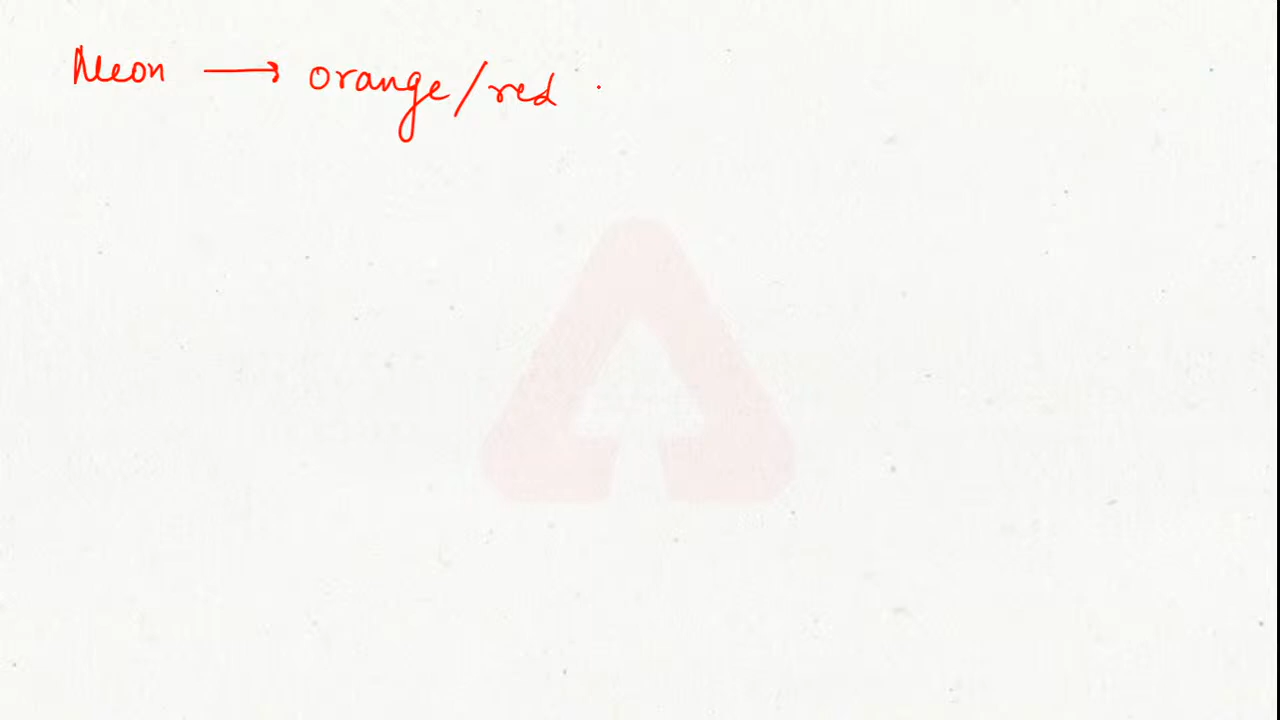 Neon → orange/red .